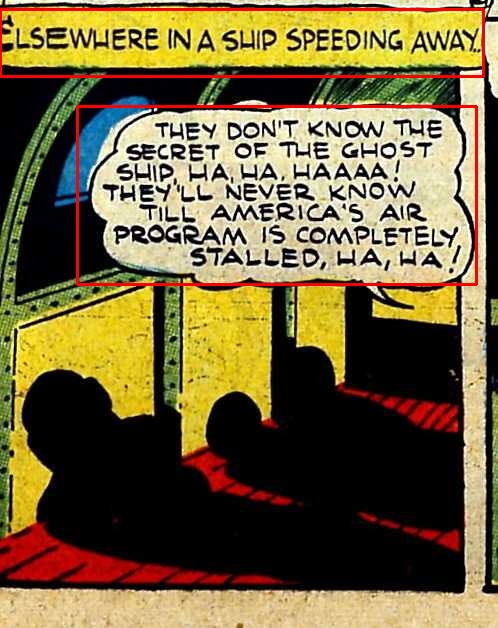 ELSEWHERE IN A SHIP SPEEDING AWAY..
THEY DON'T KNOW THE
SECRET OF THE GHOST
SHIP, HA, HA, HAAAA!
THEY'LL NEVER KNOW
TILL AMERICA'S AIR
PROGRAM IS COMPLETELY
STALLED, HA, HA!